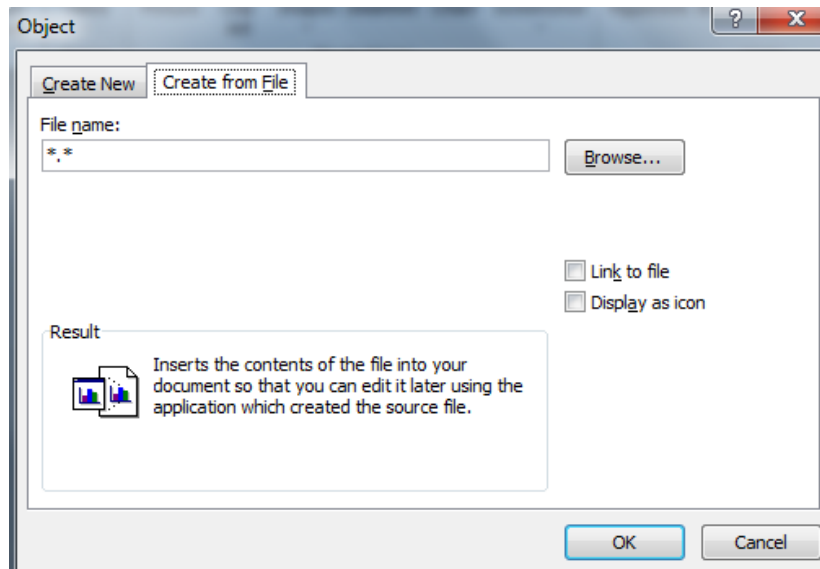 Object
?
X
Create New
Create from File
File name:
*.*
Browse...
Link to file
Display as icon
Result
Inserts the contents of the file into your
document so that you can edit it later using the
application which created the source file.
OK
Cancel